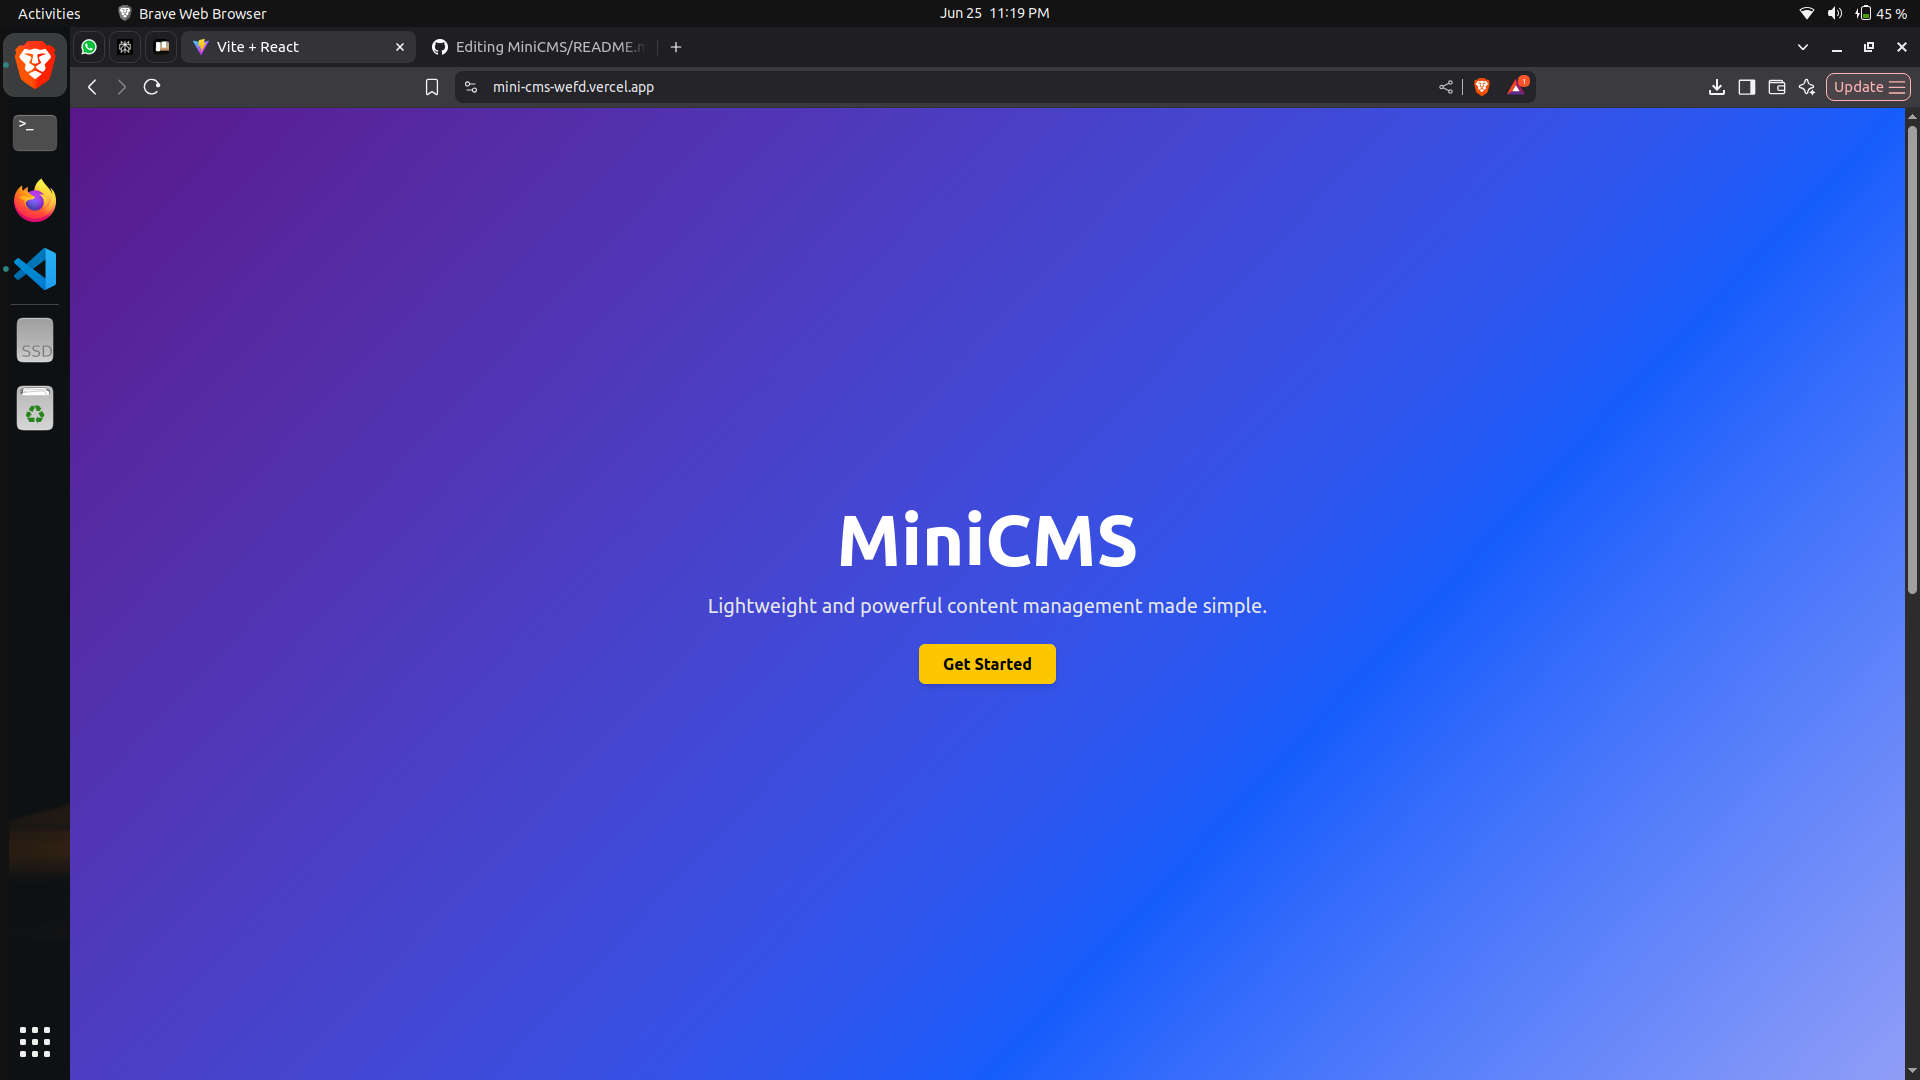 Activities
Brave Web Browser
Jun 25 11:19 PM
45 %
Vite + React
Editing MiniCMS/README.m
mini-cms-wefd.vercel.app
1
Update
>_
SSD
MiniCMS
Lightweight and powerful content management made simple.
Get Started